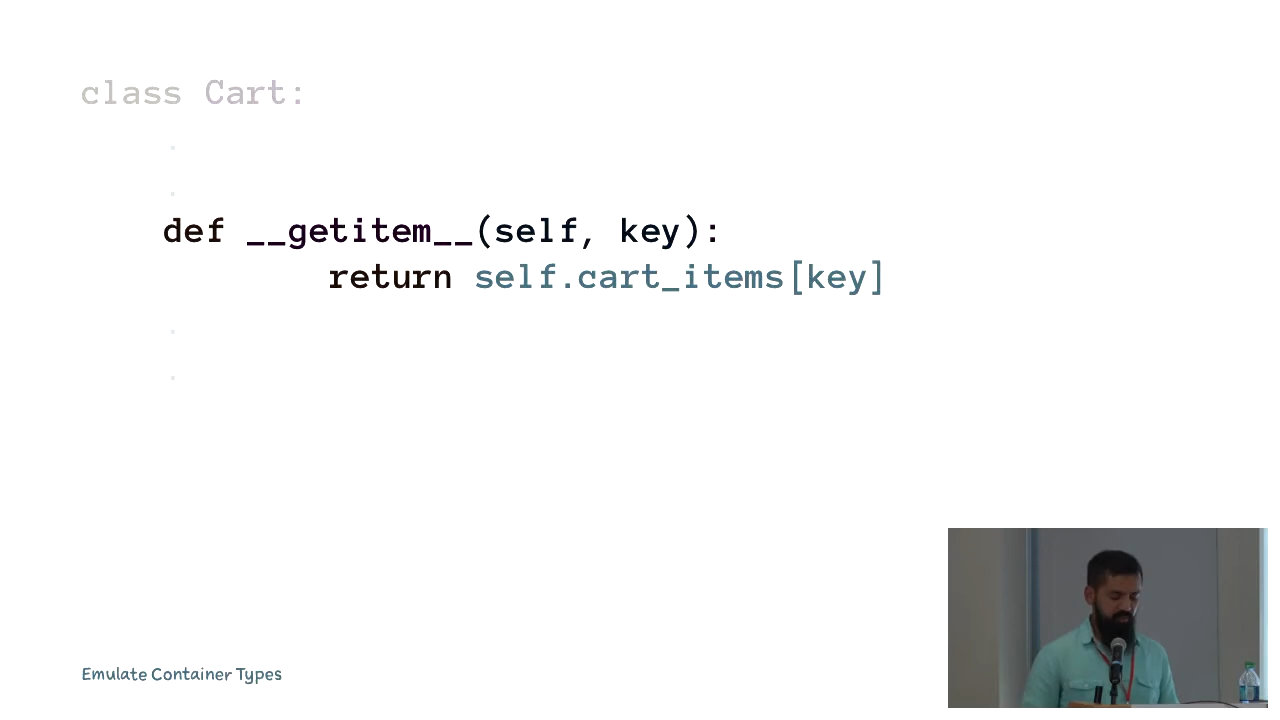 class Cart:
.
.
def __getitem__(self, key):
return self.cart_items[key]
.
.
Emulate Container Types